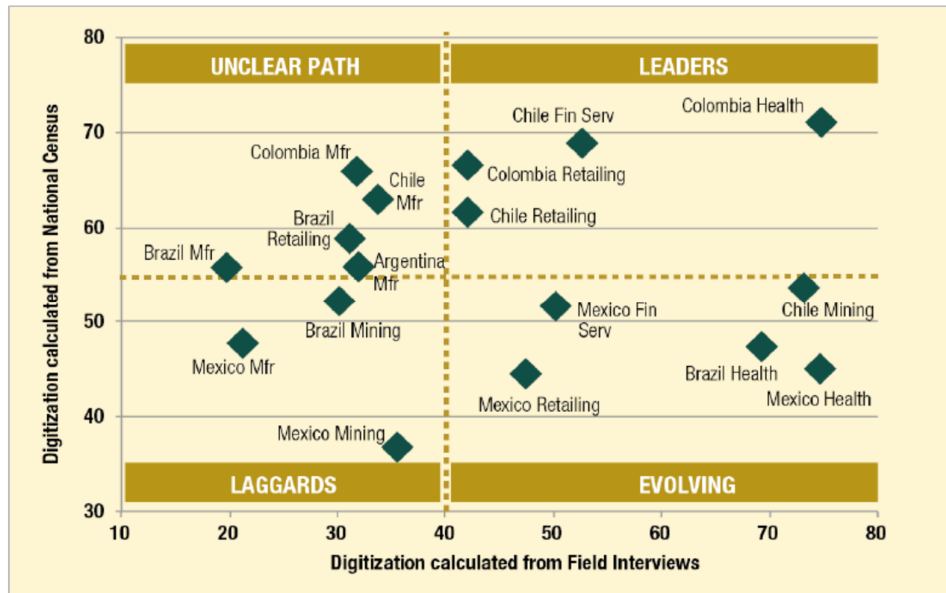 80
UNCLEAR PATH
LEADERS
Colombia Health
Chile Fin Serv
70
Colombia Mfr
Colombia Retailing
Chile
Mfr
Chile Retailing
60
Brazil
Retailing
Brazil Mfr
Argentina
Mfr
50
Brazil Mining
Mexico Fin
Serv
Chile Mining
Mexico Mfr
Brazil Health
Mexico Health
Mexico Retailing
40
Mexico Mining
LAGGARDS
EVOLVING
30
10
20
30
40
50
60
70
80
Digitization calculated from Field Interviews
Digitization calculated from National Census